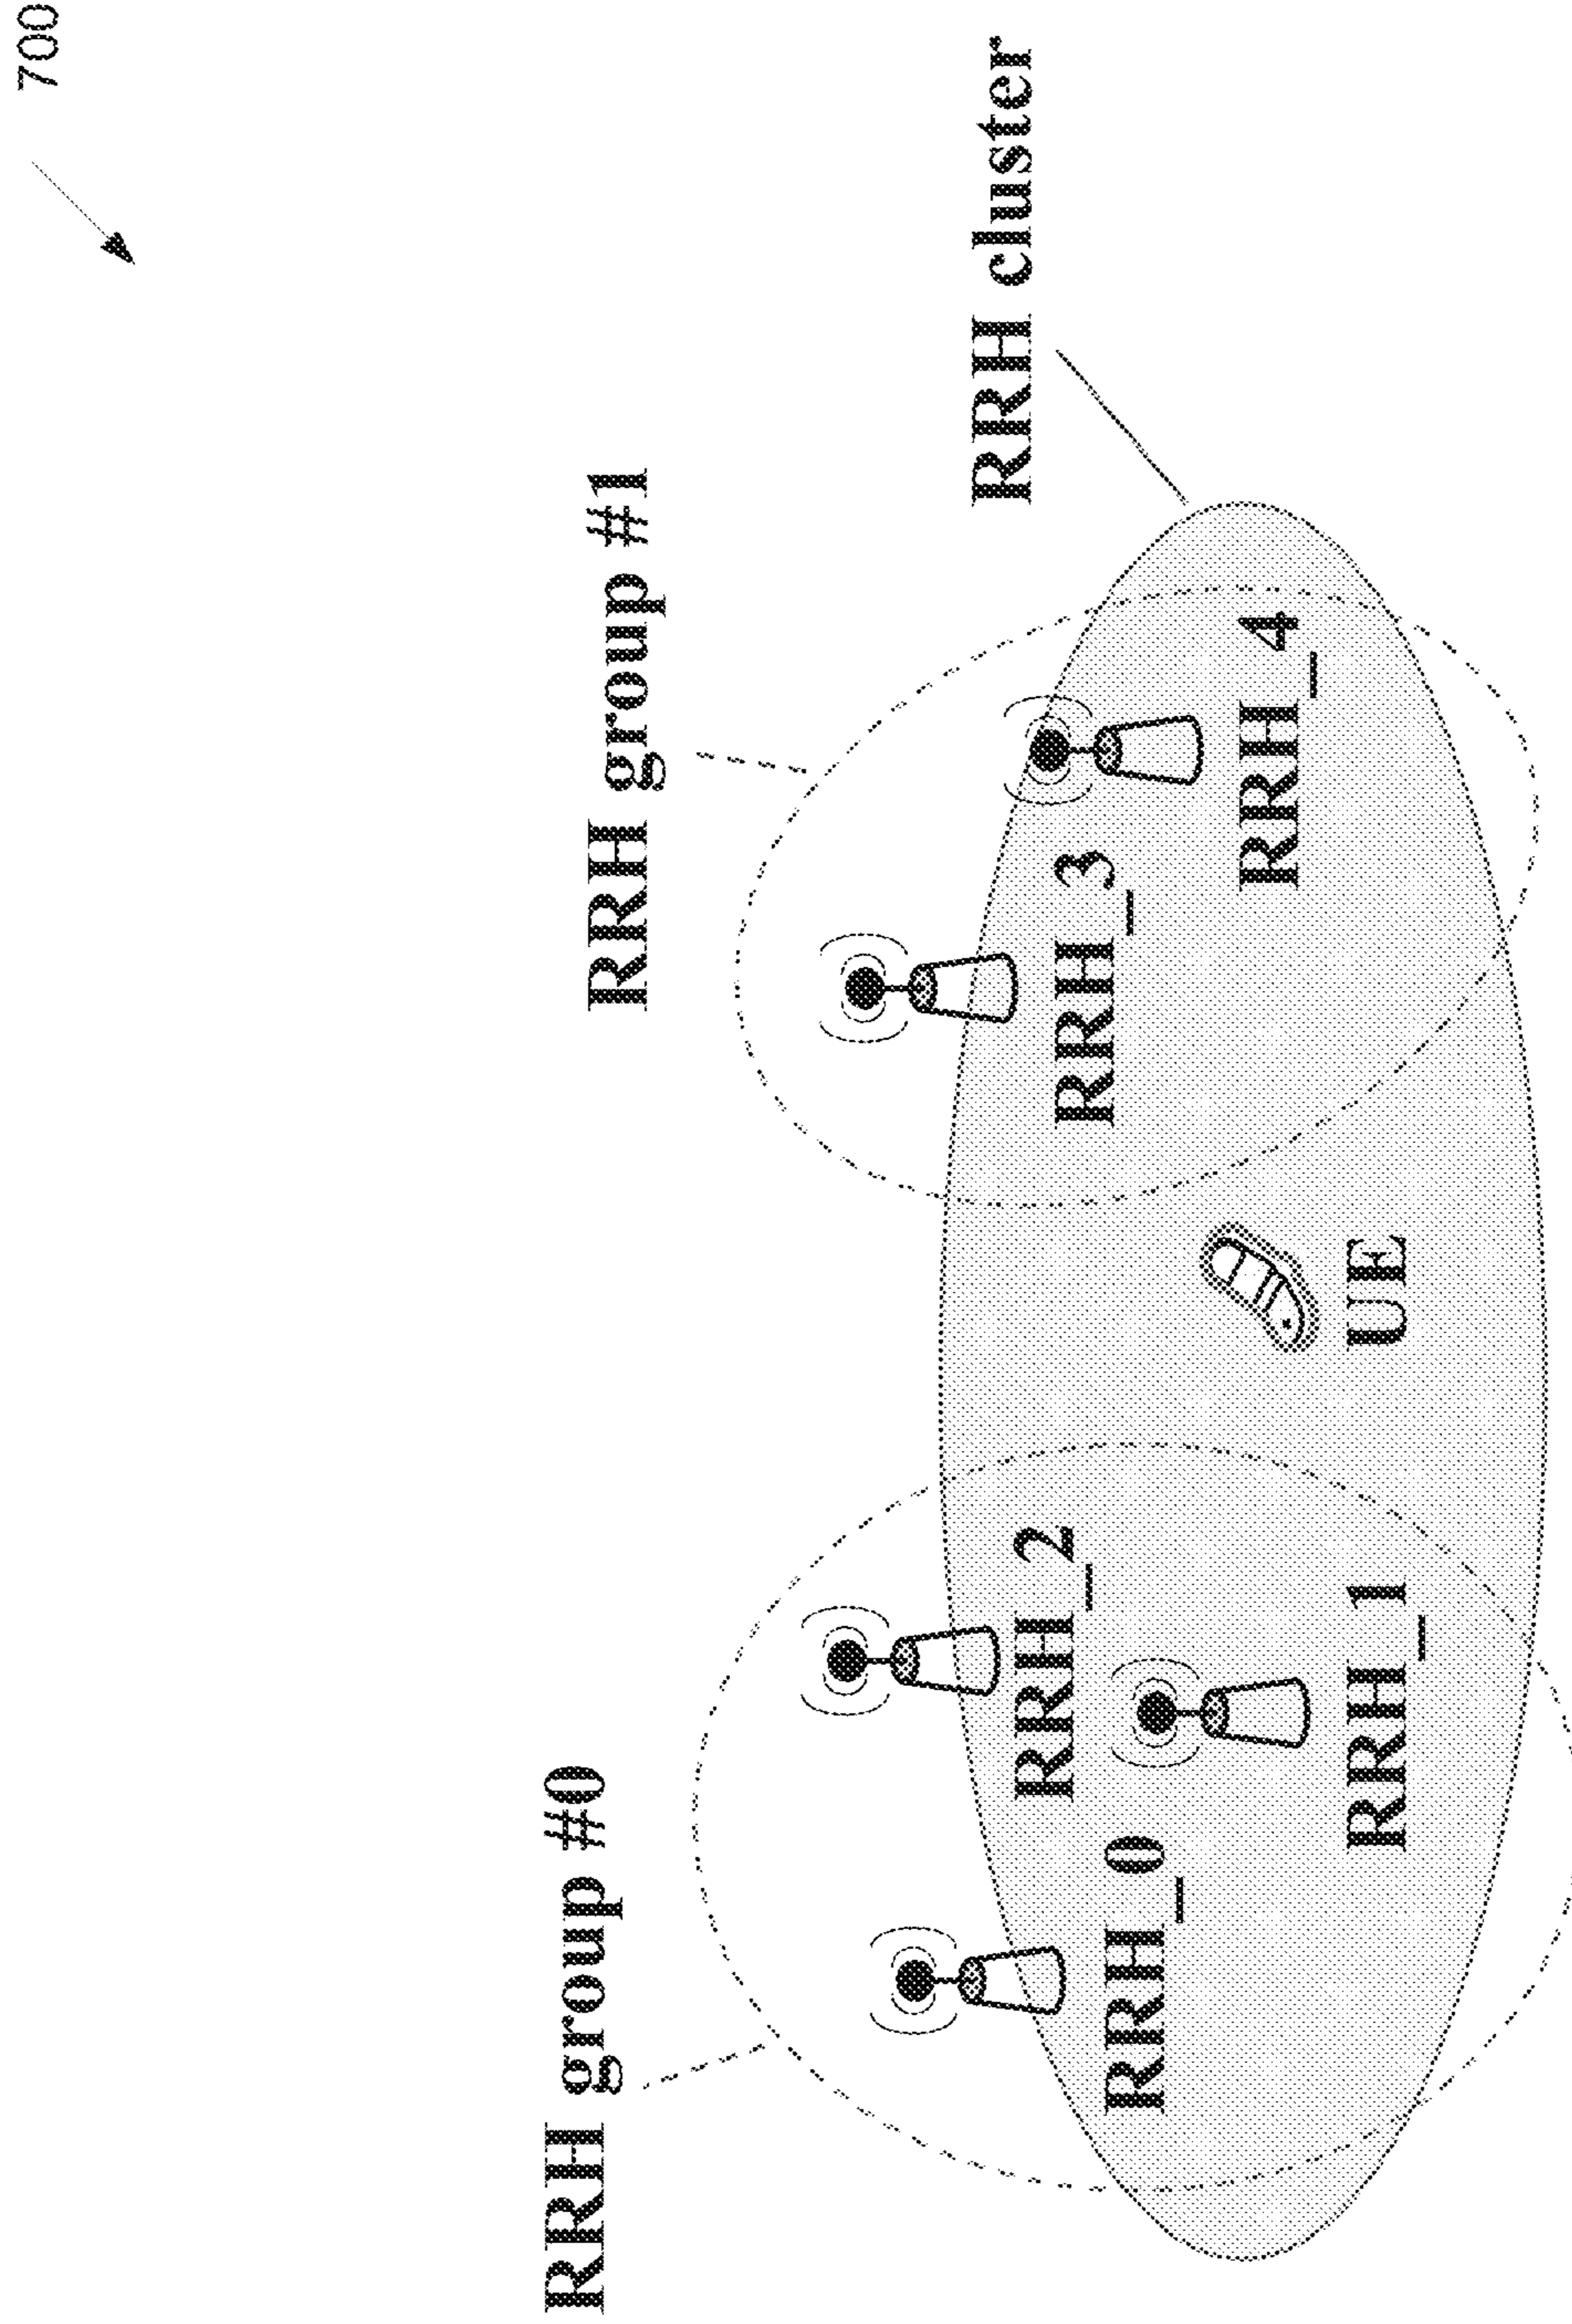 700
RRH group #0
RRH group #1
RRH cluster
RRH_0
RRH_2
RRH_1
UE
RRH_3
RRH_4